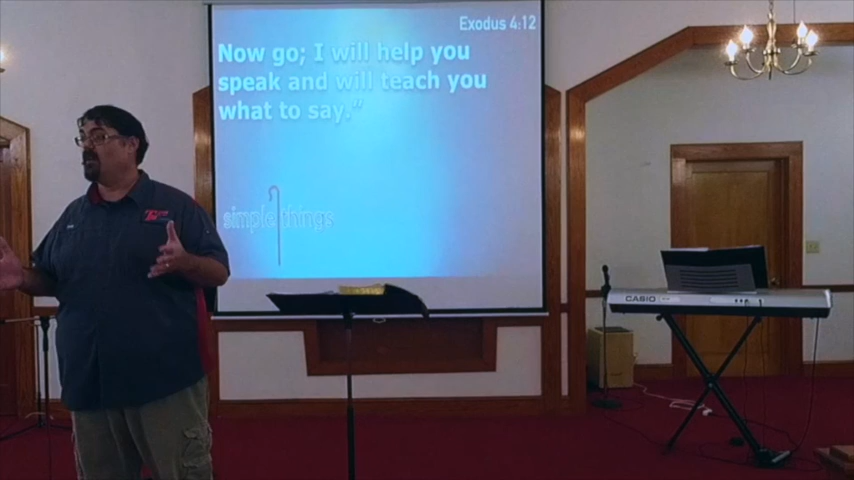 Exodus 4:12
Now go; I will help you
speak and will teach you
what to say.”
simple things
CASIO